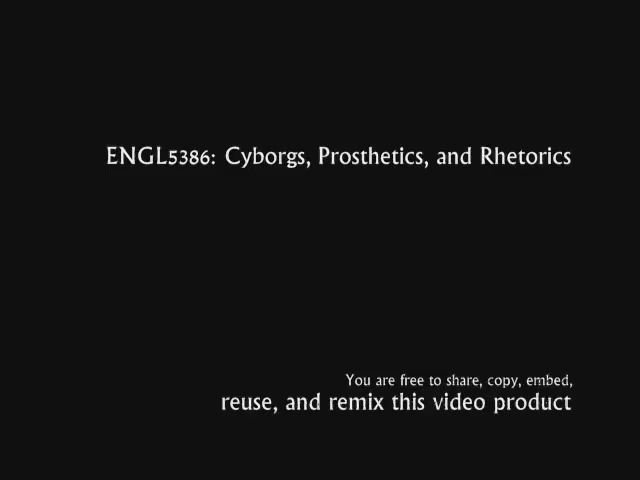 ENGL5386: Cyborgs, Prosthetics, and Rhetorics
You are free to share, copy, embed,
reuse, and remix this video product